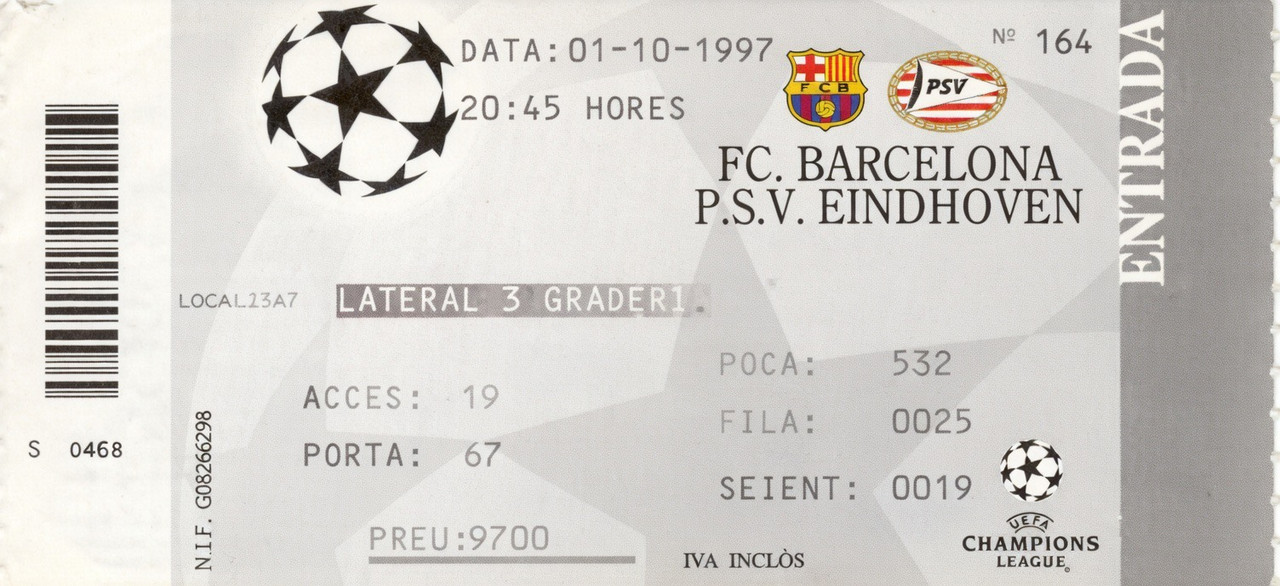 DATA: 01-10-1997
20:45 HORES
Nº 164
FCB
PSV
FC. BARCELONA
P.S.V. EINDHOVEN
ENTRADA
LOCAL23A7
LATERAL 3 GRADER1.
ACCES: 19
PORTA: 67
POCA: 532
FILA: 0025
SEIENT: 0019
S 0468
N.I.F. G08266298
PREU:9700
IVA INCLÒS
UEFA
CHAMPIONS
LEAGUE®